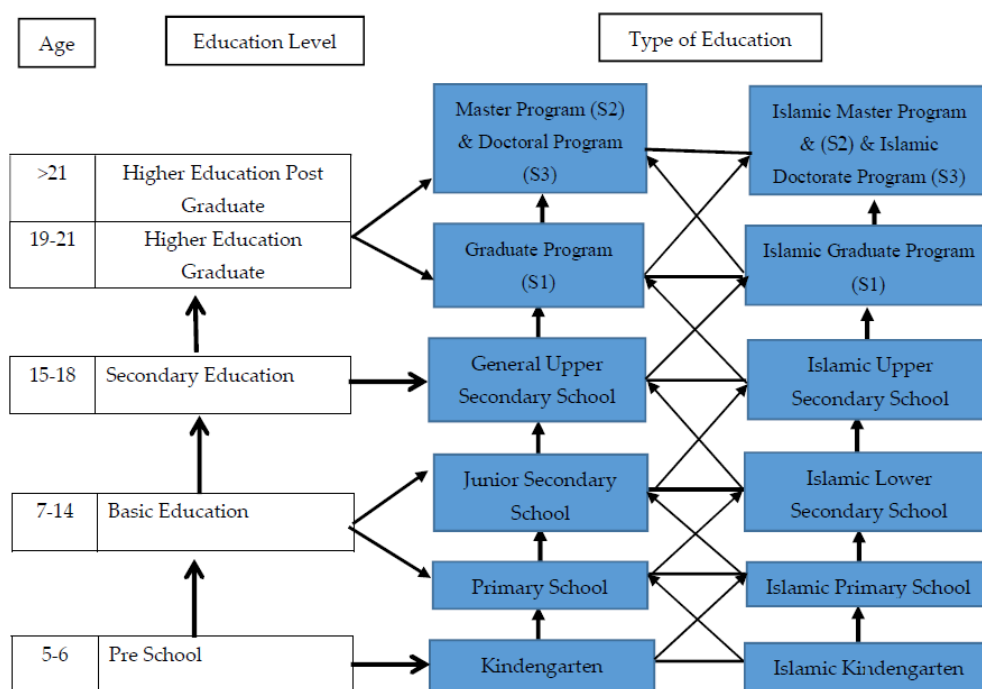 Age
Education Level
Type of Education
Master Program (S2)
& Doctoral Program
(S3)
Islamic Master Program
& (S2) & Islamic
Doctorate Program (S3)
>21
Higher Education Post
Graduate
19-21
Higher Education
Graduate
Graduate Program
(S1)
Islamic Graduate Program
(S1)
15-18
Secondary Education
General Upper
Secondary School
Islamic Upper
Secondary School
7-14
Basic Education
Junior Secondary
School
Islamic Lower
Secondary School
Primary School
Islamic Primary School
5-6
Pre School
Kindengarten
Islamic Kindengarten